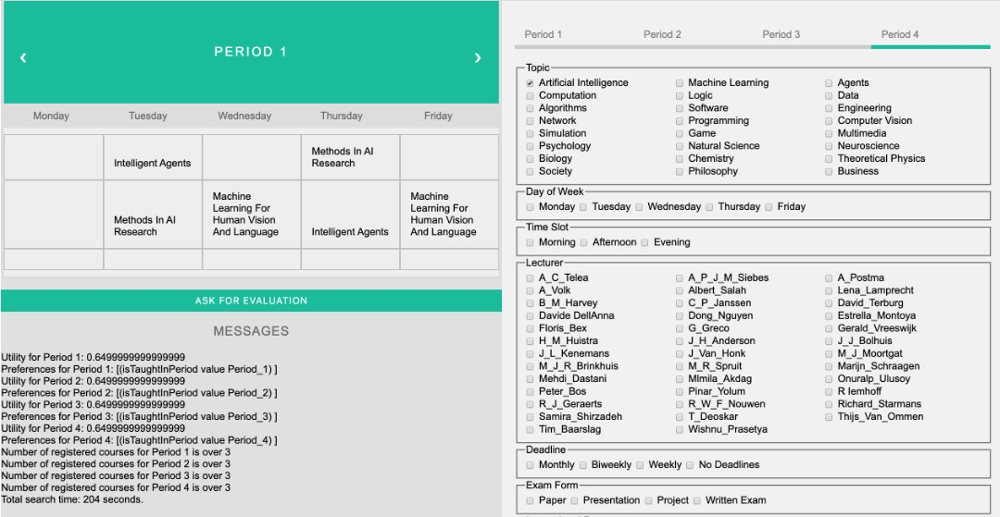 PERIOD 1
‹ ›
Monday Tuesday Wednesday Thursday Friday
Intelligent Agents
Methods In AI
Research
Methods In AI
Research
Machine
Learning For
Human Vision
And Language
Intelligent Agents
Machine
Learning For
Human Vision
And Language
ASK FOR EVALUATION
MESSAGES
Utility for Period 1: 0.6499999999999999
Preferences for Period 1: [(isTaughtInPeriod value Period_1) ]
Utility for Period 2: 0.6499999999999999
Preferences for Period 2: [(isTaughtInPeriod value Period_2) ]
Utility for Period 3: 0.6499999999999999
Preferences for Period 3: [(isTaughtInPeriod value Period_3) ]
Utility for Period 4: 0.6499999999999999
Preferences for Period 4: [(isTaughtInPeriod value Period_4) ]
Number of registered courses for Period 1 is over 3
Number of registered courses for Period 2 is over 3
Number of registered courses for Period 3 is over 3
Number of registered courses for Period 4 is over 3
Total search time: 204 seconds.
Period 1 Period 2 Period 3 Period 4
Topic
Artificial Intelligence Machine Learning Agents
Computation Logic Data
Algorithms Software Engineering
Network Programming Computer Vision
Simulation Game Multimedia
Psychology Natural Science Neuroscience
Biology Chemistry Theoretical Physics
Society Philosophy Business
Day of Week
Monday Tuesday Wednesday Thursday Friday
Time Slot
Morning Afternoon Evening
Lecturer
A_C_Telea A_P_J_M_Siebes A_Postma
A_Volk Albert_Salah Lena_Lamprecht
B_M_Harvey C_P_Janssen David_Terburg
Davide DellAnna Dong_Nguyen Estrella_Montoya
Floris_Bex G_Greco Gerald_Vreeswijk
H_M_Huistra J_H_Anderson J_J_Bolhuis
J_L_Kenemans J_Van_Honk M_J_Moortgat
M_J_R_Brinkhuis M_R_Spruit Marijn_Schraagen
Mehdi_Dastani MImila_Akdag Onuralp_Ulusoy
Peter_Bos Pinar_Yolum R Iemhoff
R_J_Geraerts R_W_F_Nouwen Richard_Starmans
Samira_Shirzadeh T_Deoskar Thijs_Van_Ommen
Tim_Baarslag Wishnu_Prasetya
Deadline
Monthly Biweekly Weekly No Deadlines
Exam Form
Paper Presentation Project Written Exam